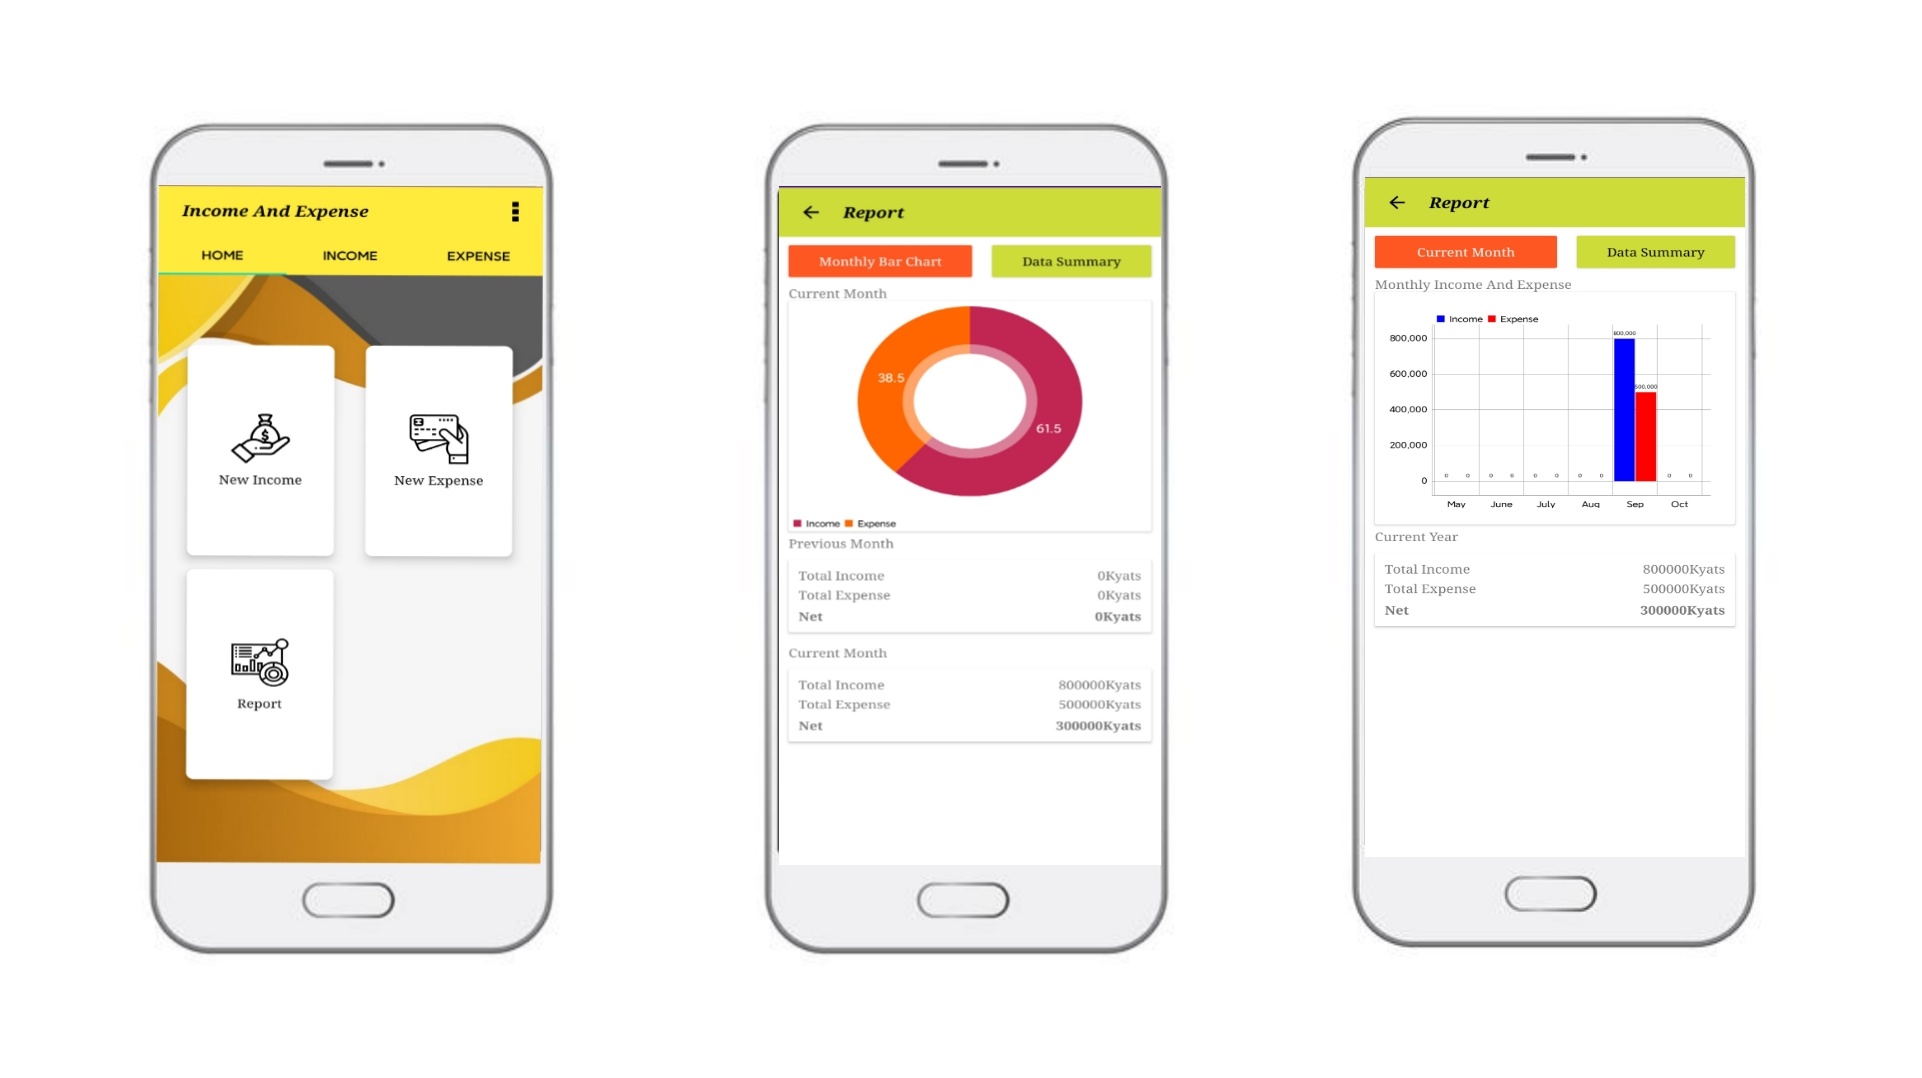 Income And Expense
HOME INCOME EXPENSE
$
New Income New Expense
Report
Report
Monthly Bar Chart Data Summary
Current Month
38.5
61.5
Income Expense
Previous Month
Total Income 0Kyats
Total Expense 0Kyats
Net 0Kyats
Current Month
Total Income 800000Kyats
Total Expense 500000Kyats
Net 300000Kyats
Report
Current Month Data Summary
Monthly Income And Expense
Income Expense
800,000
800,000
600,000
500,000
400,000
200,000
0 0 0 0 0 0 0 0 0 0 0
May June July Aug Sep Oct
Current Year
Total Income 800000Kyats
Total Expense 500000Kyats
Net 300000Kyats